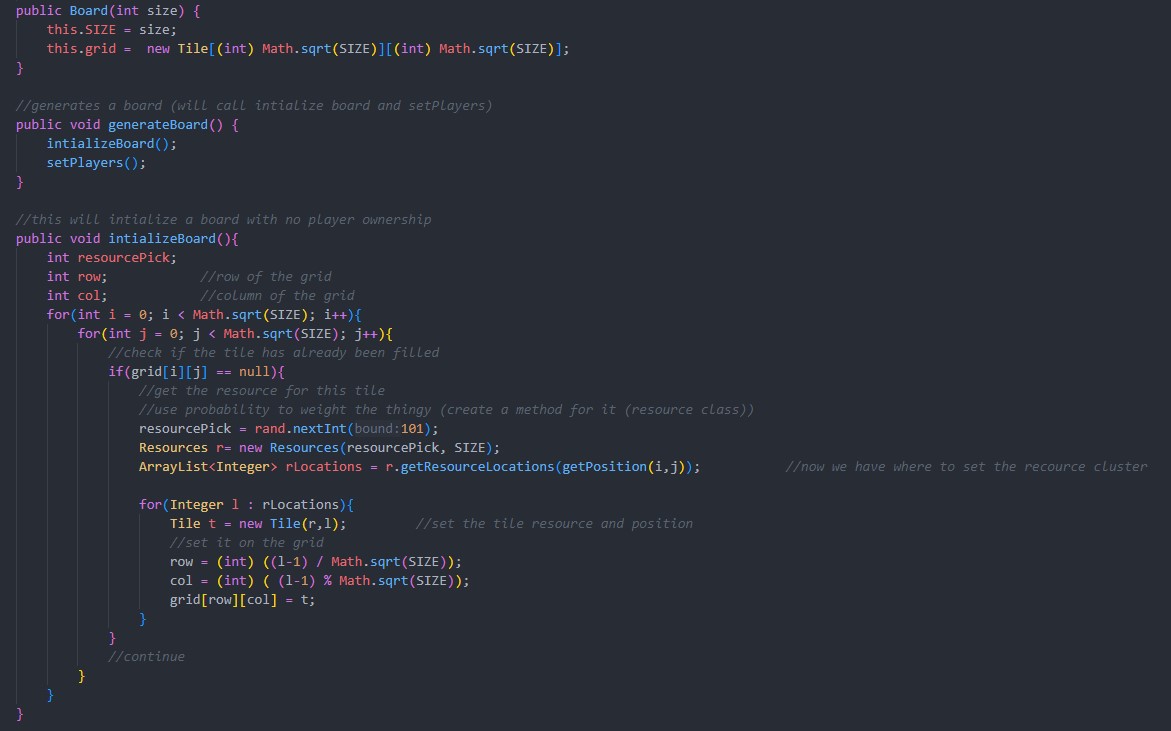 public Board(int size) {
    this.SIZE = size;
    this.grid =  new Tile[(int) Math.sqrt(SIZE)][(int) Math.sqrt(SIZE)];
}

//generates a board (will call intialize board and setPlayers)
public void generateBoard() {
    intializeBoard();
    setPlayers();
}

//this will intialize a board with no player ownership
public void intializeBoard(){
    int resourcePick;
    int row;            //row of the grid
    int col;            //column of the grid
    for(int i = 0; i < Math.sqrt(SIZE); i++){
        for(int j = 0; j < Math.sqrt(SIZE); j++){
            //check if the tile has already been filled
            if(grid[i][j] == null){
                //get the resource for this tile
                //use probability to weight the thingy (create a method for it (resource class))
                resourcePick = rand.nextInt(bound:101);
                Resources r= new Resources(resourcePick, SIZE);
                ArrayList<Integer> rLocations = r.getResourceLocations(getPosition(i,j));           //now we have where to set the recource cluster

                for(Integer l : rLocations){
                    Tile t = new Tile(r,l);         //set the tile resource and position
                    //set it on the grid
                    row = (int) ((l-1) / Math.sqrt(SIZE));
                    col = (int) ( (l-1) % Math.sqrt(SIZE));
                    grid[row][col] = t;
                }
            }
            //continue
        }
    }
}